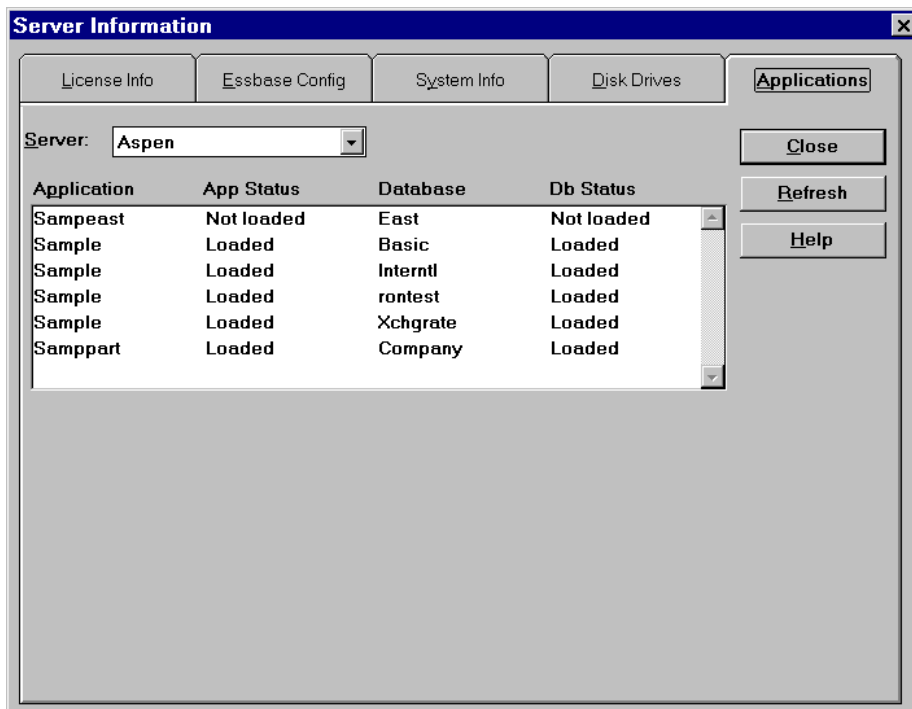 Server Information
License Info Essbase Config System Info Disk Drives Applications
Server: Aspen Close
Application App Status Database Db Status Refresh
Sampeast Not loaded East Not loaded
Sample Loaded Basic Loaded Help
Sample Loaded Interntl Loaded
Sample Loaded rontest Loaded
Sample Loaded Xchgrate Loaded
Samppart Loaded Company Loaded